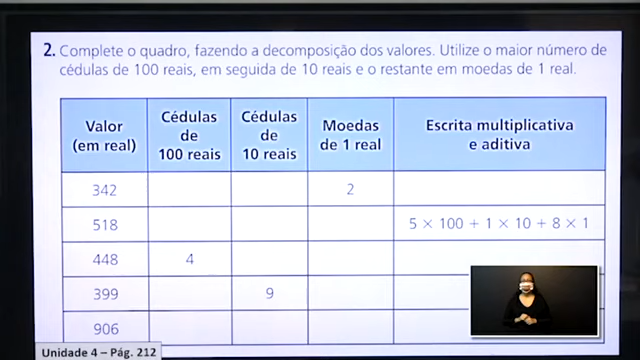 2. Complete o quadro, fazendo a decomposição dos valores. Utilize o maior número de
cédulas de 100 reais, em seguida de 10 reais e o restante em moedas de 1 real.
Valor
(em real)
Cédulas
de
100 reais
Cédulas
de
10 reais
Moedas
de 1 real
Escrita multiplicativa
e aditiva
342
2
518
5 × 100 + 1 × 10 + 8 × 1
448
4
399
9
906
Unidade 4 – Pág. 212